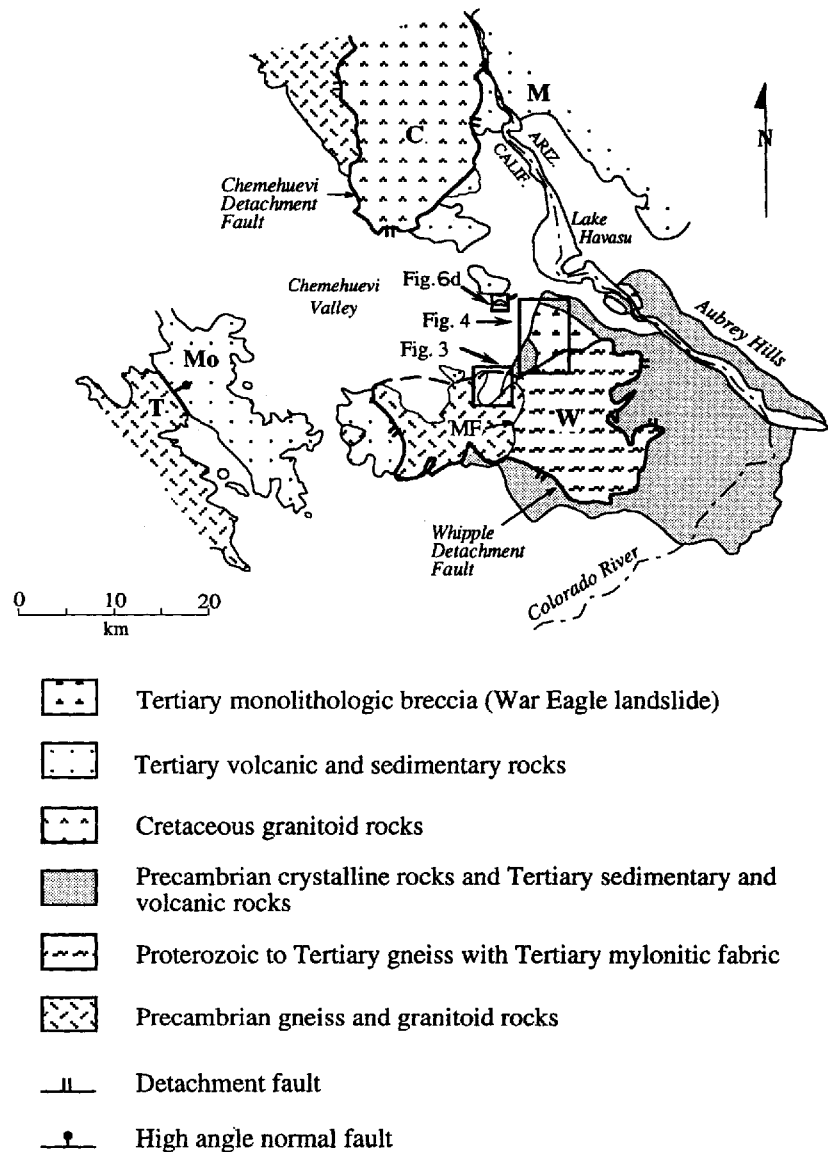 M
N
C
ARIZ.
CALIF.
Chemehuevi
Detachment
Fault
Lake
Havasu
Chemehuevi
Valley
Fig. 6d
Fig. 4
Fig. 3
Aubrey Hills
Mo
T
MF
W
Whipple
Detachment
Fault
Colorado River
0 10 20
km
Tertiary monolithologic breccia (War Eagle landslide)
Tertiary volcanic and sedimentary rocks
Cretaceous granitoid rocks
Precambrian crystalline rocks and Tertiary sedimentary and
volcanic rocks
Proterozoic to Tertiary gneiss with Tertiary mylonitic fabric
Precambrian gneiss and granitoid rocks
Detachment fault
High angle normal fault